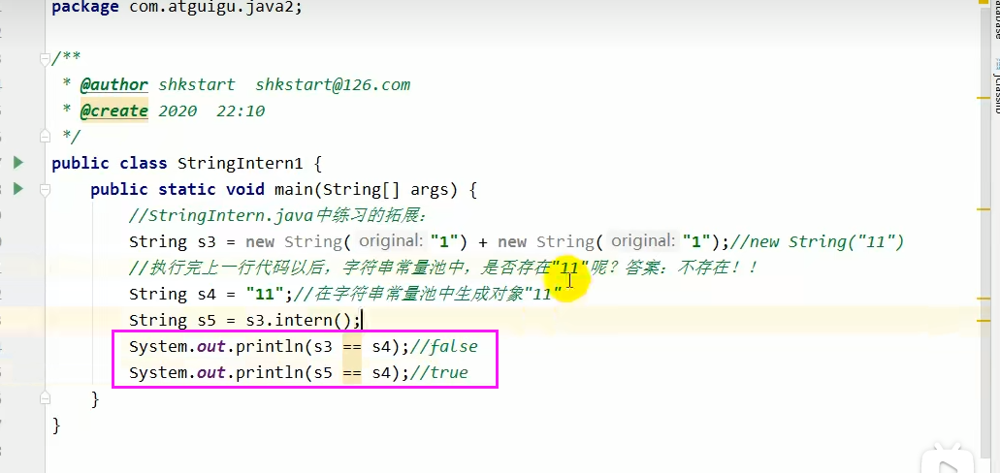 package com.atguigu.java2;
/**
* @author shkstart  shkstart@126.com
* @create 2020  22:10
*/
public class StringIntern1 {
public static void main(String[] args) {
//StringIntern.java中练习的拓展：
String s3 = new String( original: "1") + new String( original: "1");//new String("11")
//执行完上一行代码以后，字符串常量池中，是否存在"11"呢？答案：不存在！！
String s4 = "11";//在字符串常量池中生成对象"11"
String s5 = s3.intern();
System.out.println(s3 == s4);//false
System.out.println(s5 == s4);//true
}
}